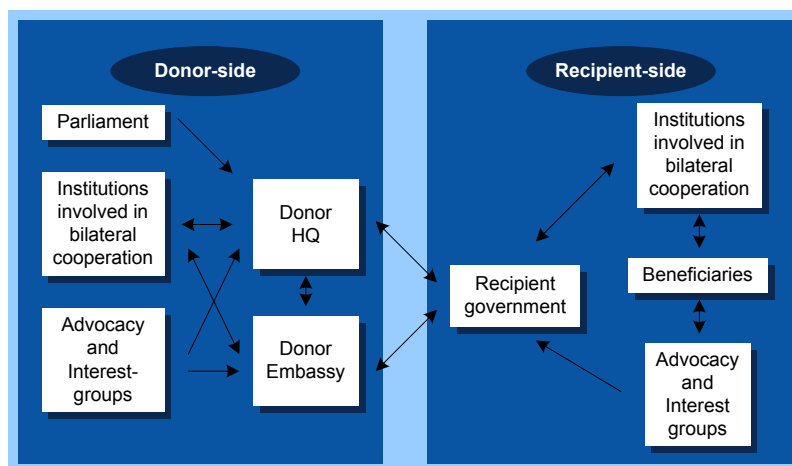 Donor-side
Parliament
Institutions
involved in
bilateral
cooperation
Donor
HQ
Advocacy
and
Interest-
groups
Donor
Embassy
Recipient-side
Institutions
involved in
bilateral
cooperation
Recipient
government
Beneficiaries
Advocacy
and
Interest
groups